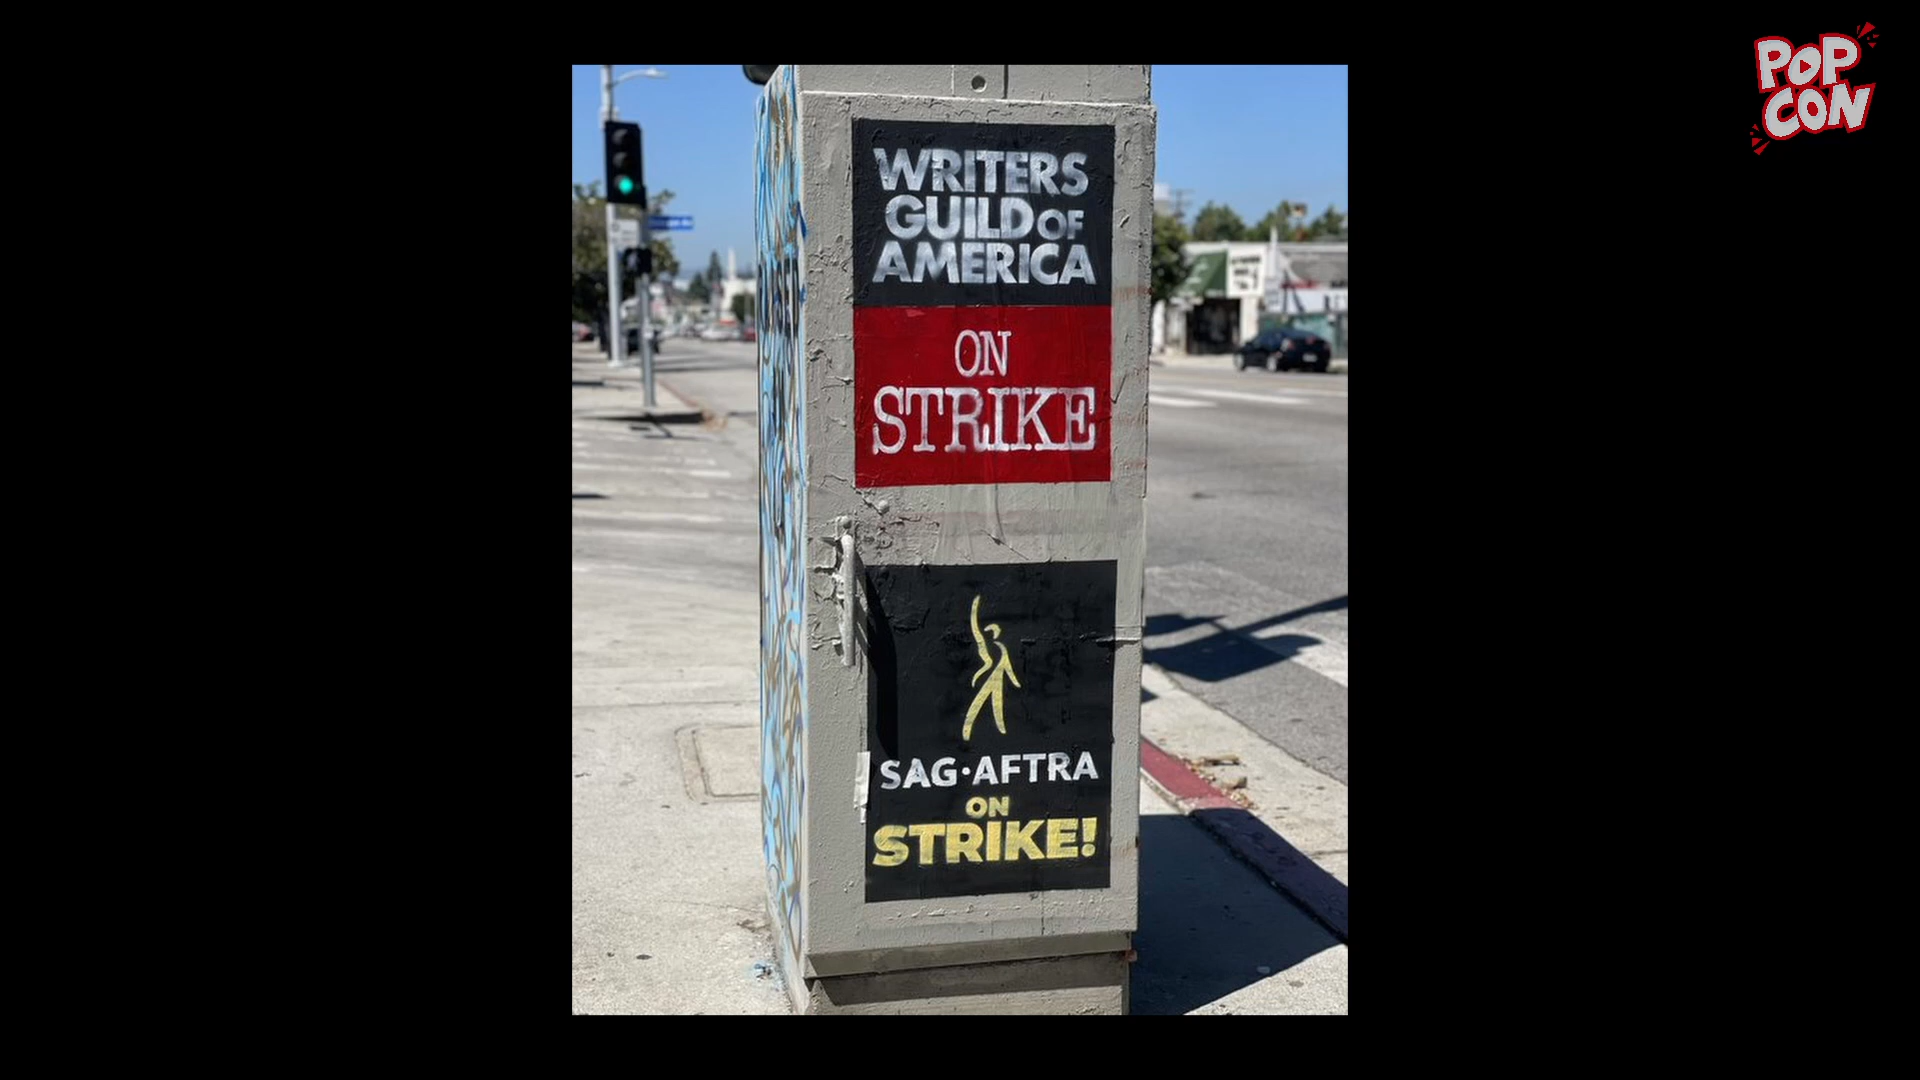 POP
CON
WRITERS
GUILD OF
AMERICA
ON
STRIKE
SAG·AFTRA
ON
STRIKE!